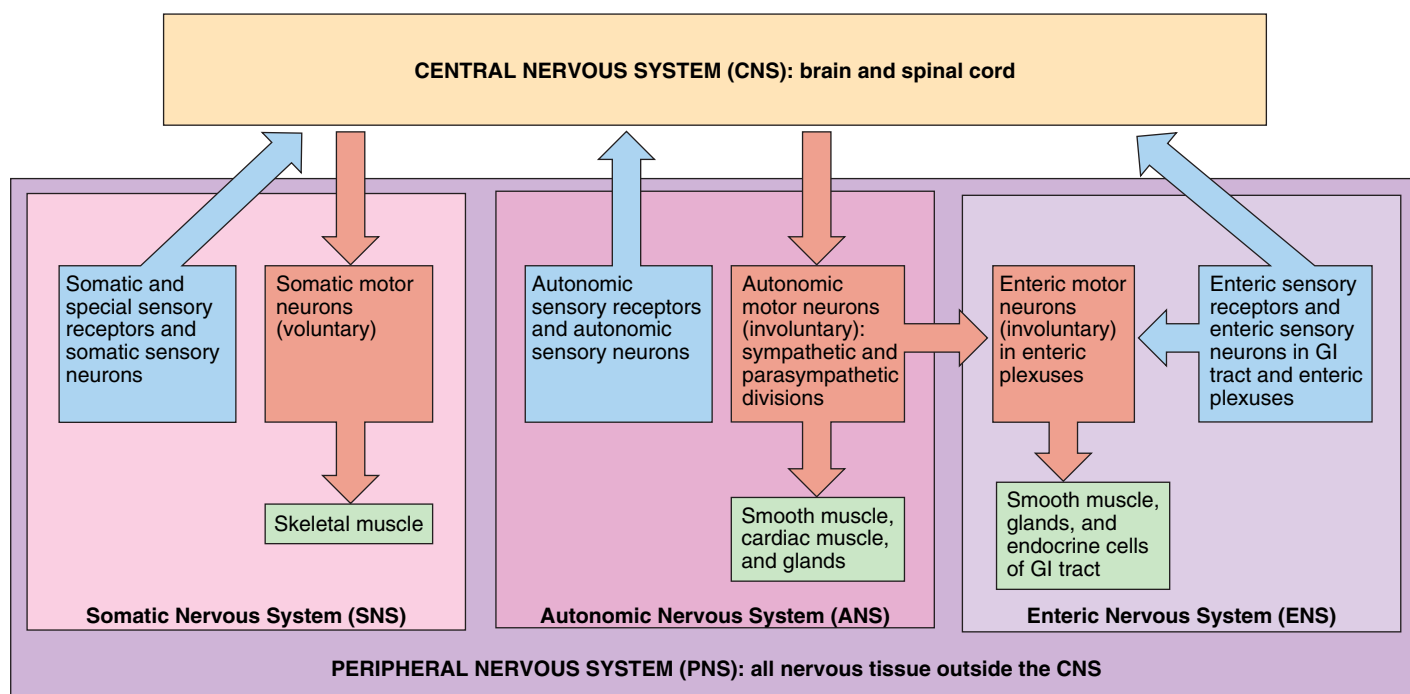 CENTRAL NERVOUS SYSTEM (CNS): brain and spinal cord
Somatic and
special sensory
receptors and
somatic sensory
neurons
Somatic motor
neurons
(voluntary)
Skeletal muscle
Somatic Nervous System (SNS)
Autonomic
sensory receptors
and autonomic
sensory neurons
Autonomic
motor neurons
(involuntary):
sympathetic and
parasympathetic
divisions
Smooth muscle,
cardiac muscle,
and glands
Autonomic Nervous System (ANS)
Enteric motor
neurons
(involuntary)
in enteric
plexuses
Enteric sensory
receptors and
enteric sensory
neurons in GI
tract and enteric
plexuses
Smooth muscle,
glands, and
endocrine cells
of GI tract
Enteric Nervous System (ENS)
PERIPHERAL NERVOUS SYSTEM (PNS): all nervous tissue outside the CNS